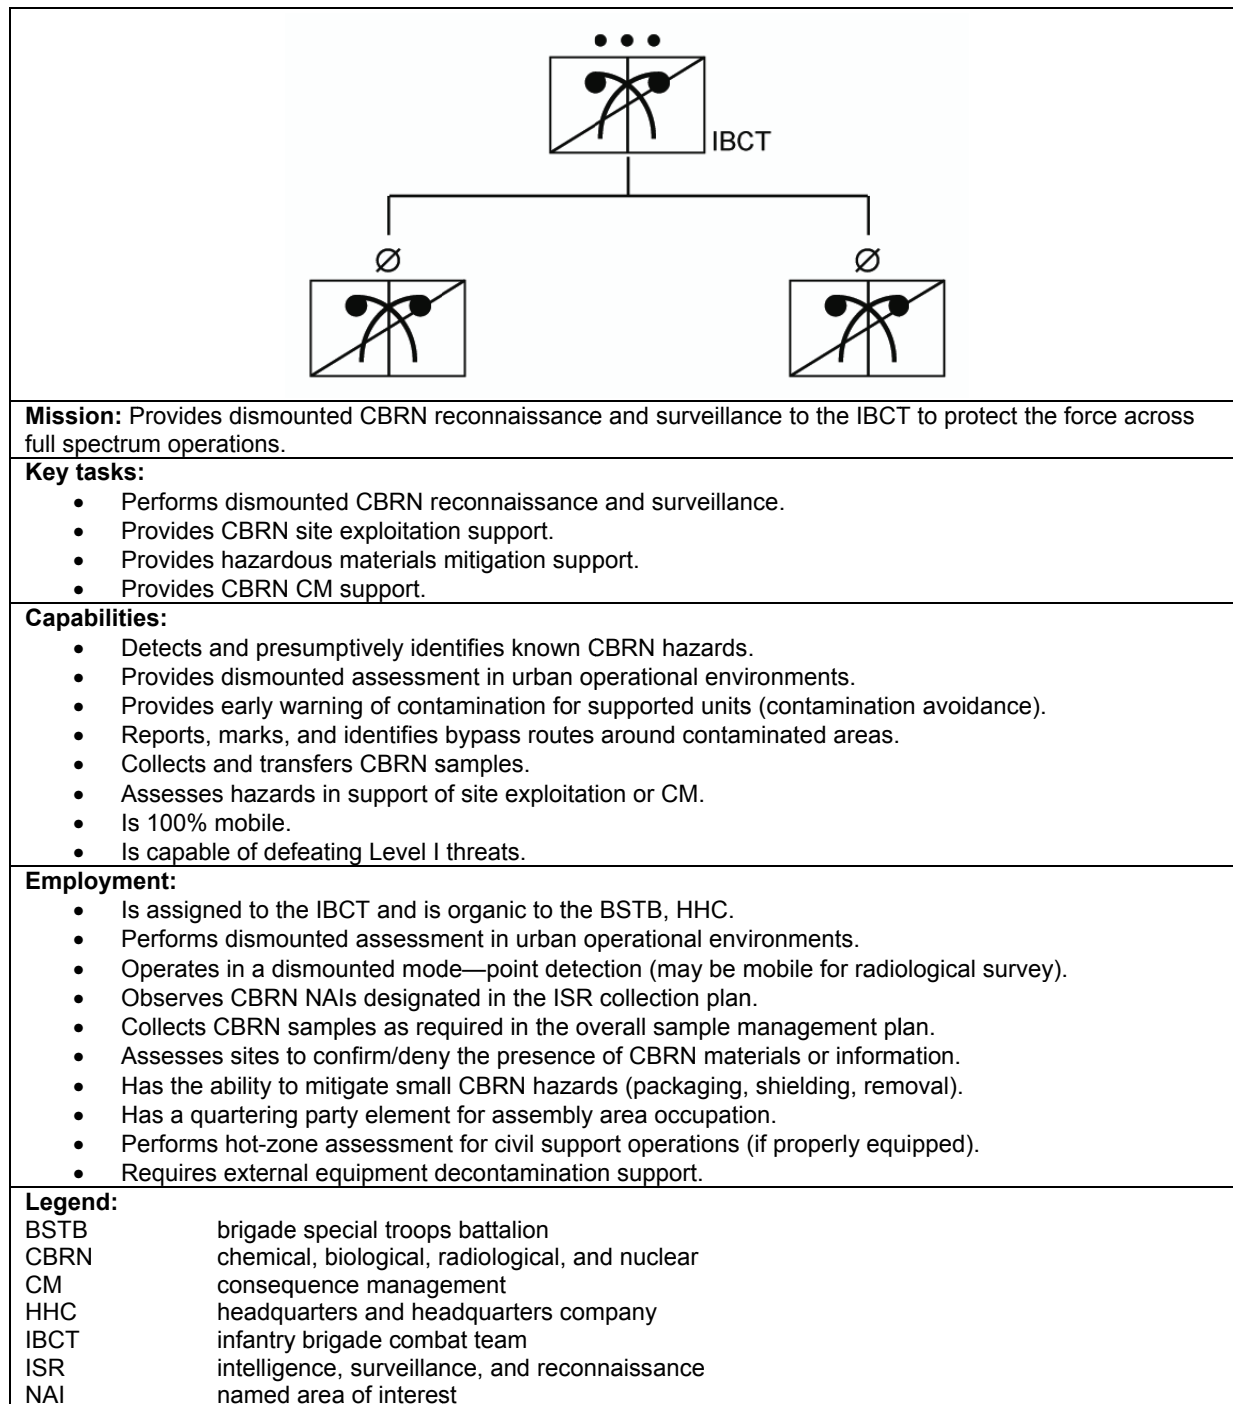 IBCT
Mission: Provides dismounted CBRN reconnaissance and surveillance to the IBCT to protect the force across
full spectrum operations.
Key tasks:
• Performs dismounted CBRN reconnaissance and surveillance.
• Provides CBRN site exploitation support.
• Provides hazardous materials mitigation support.
• Provides CBRN CM support.
Capabilities:
• Detects and presumptively identifies known CBRN hazards.
• Provides dismounted assessment in urban operational environments.
• Provides early warning of contamination for supported units (contamination avoidance).
• Reports, marks, and identifies bypass routes around contaminated areas.
• Collects and transfers CBRN samples.
• Assesses hazards in support of site exploitation or CM.
• Is 100% mobile.
• Is capable of defeating Level I threats.
Employment:
• Is assigned to the IBCT and is organic to the BSTB, HHC.
• Performs dismounted assessment in urban operational environments.
• Operates in a dismounted mode—point detection (may be mobile for radiological survey).
• Observes CBRN NAIs designated in the ISR collection plan.
• Collects CBRN samples as required in the overall sample management plan.
• Assesses sites to confirm/deny the presence of CBRN materials or information.
• Has the ability to mitigate small CBRN hazards (packaging, shielding, removal).
• Has a quartering party element for assembly area occupation.
• Performs hot-zone assessment for civil support operations (if properly equipped).
• Requires external equipment decontamination support.
Legend:
BSTB brigade special troops battalion
CBRN chemical, biological, radiological, and nuclear
CM consequence management
HHC headquarters and headquarters company
IBCT infantry brigade combat team
ISR intelligence, surveillance, and reconnaissance
NAI named area of interest